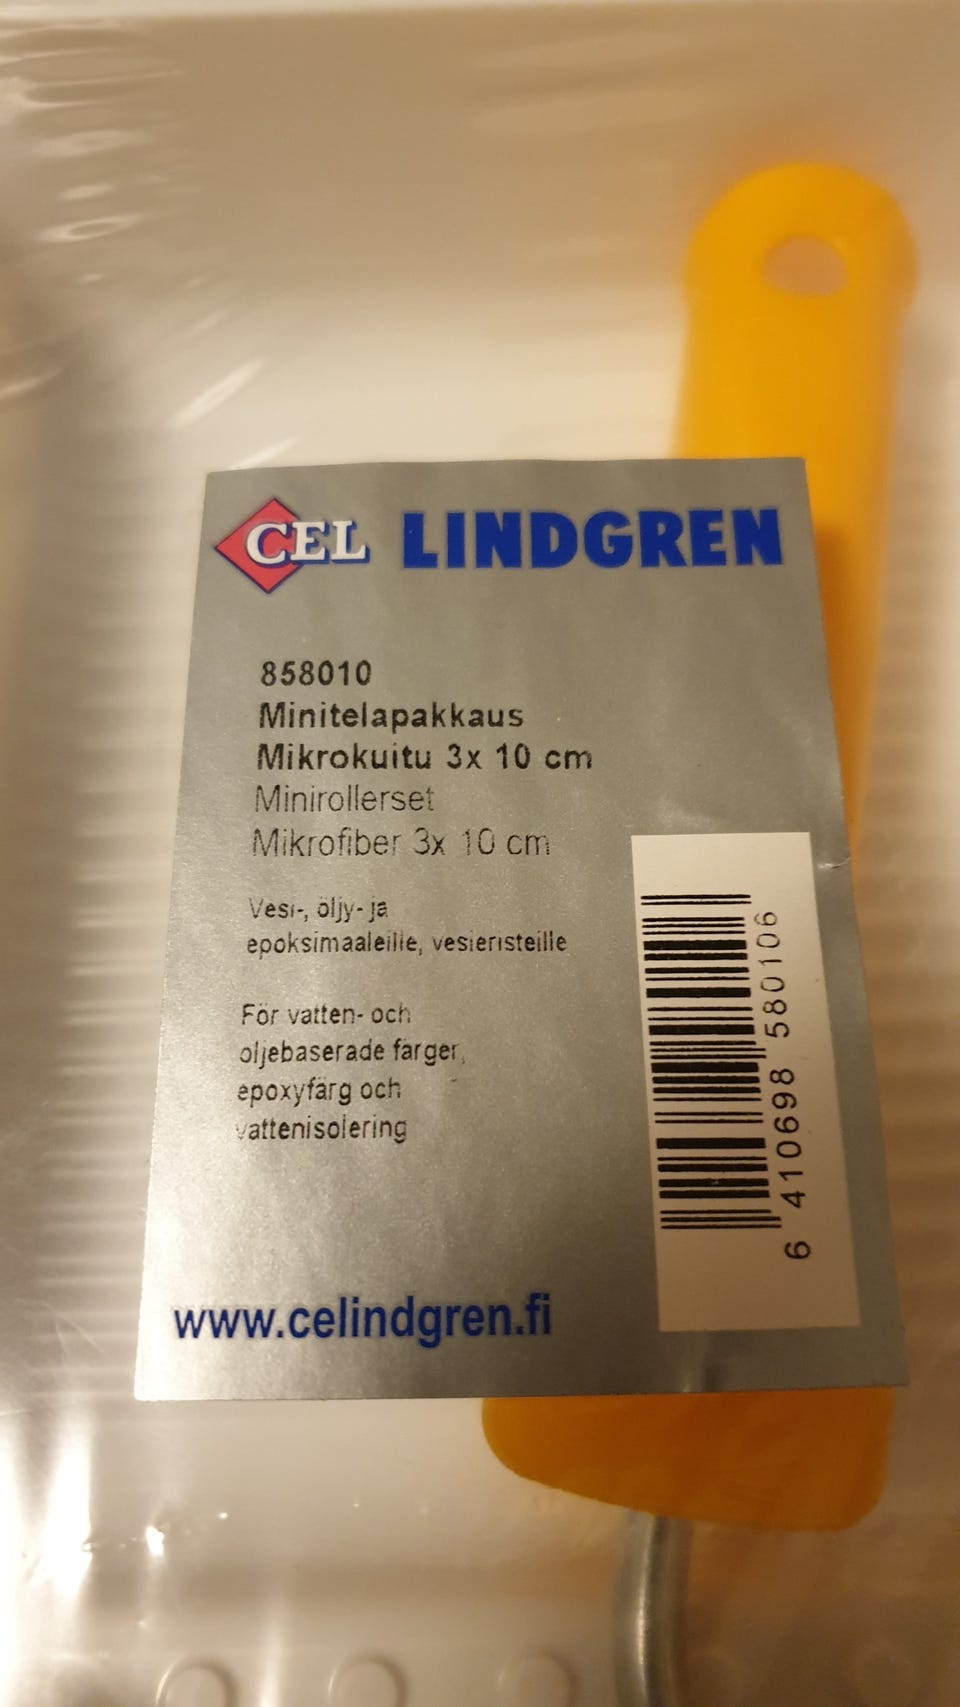 CEL LINDGREN
858010
Minitelapakkaus
Mikrokuitu 3x 10 cm
Minirollerset
Mikrofiber 3x 10 cm
Vesi-, öljy- ja
epoksimaaleille, vesieristeille
För vatten- och
oljebaserade färger,
epoxyfärg och
vattenisolering
6 410698 580106
www.celindgren.fi